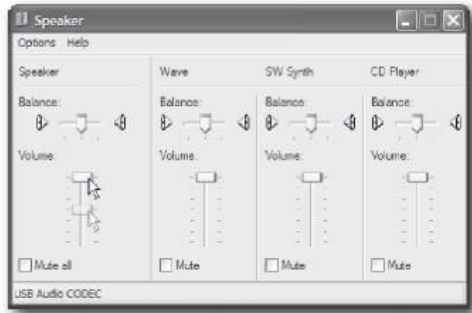 Speaker
Options Help
Speaker Wave SW Synth CD Player
Balance: Balance: Balance: Balance:
Volume: Volume: Volume: Volume:
Mute all Mute Mute Mute
USB Audio CODEC